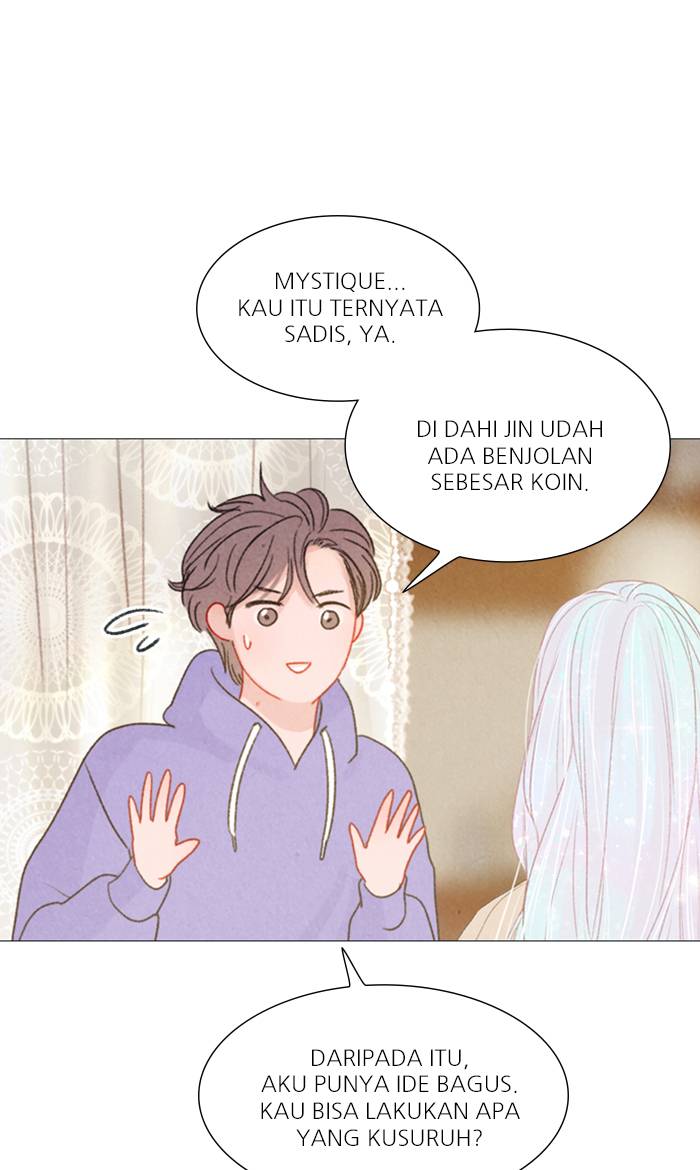 MYSTIQUE...
KAU ITU TERNYATA
SADIS, YA.
DI DAHI JIN UDAH
ADA BENJOLAN
SEBESAR KOIN.
DARIPADA ITU,
AKU PUNYA IDE BAGUS.
KAU BISA LAKUKAN APA
YANG KUSURUH?